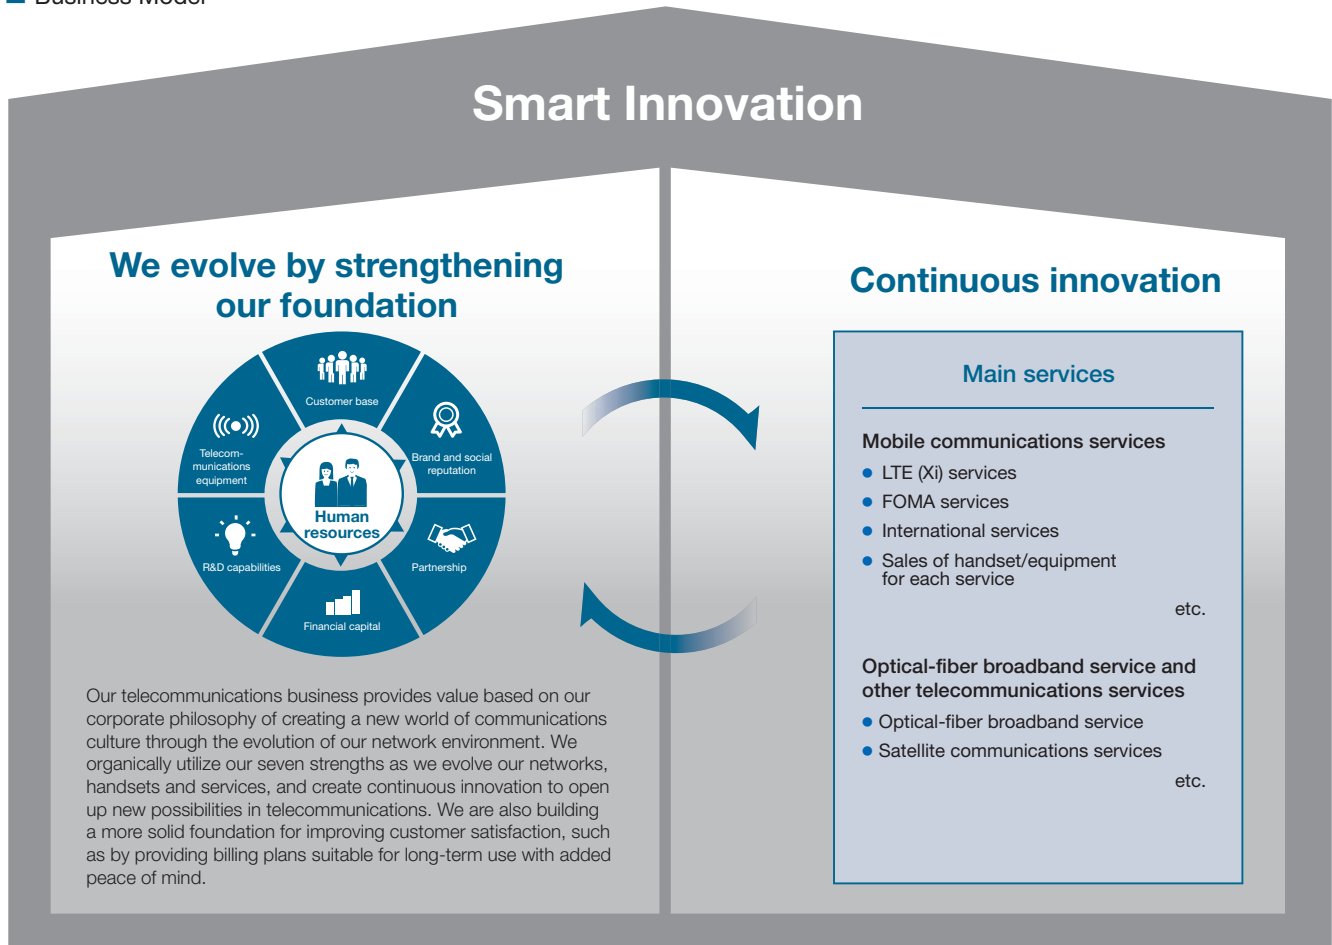 Business Model
Smart Innovation
We evolve by strengthening
our foundation
Customer base
Telecom-
munications
equipment
Brand and social
reputation
Human
resources
R&D capabilities
Partnership
Financial capital
Our telecommunications business provides value based on our
corporate philosophy of creating a new world of communications
culture through the evolution of our network environment. We
organically utilize our seven strengths as we evolve our networks,
handsets and services, and create continuous innovation to open
up new possibilities in telecommunications. We are also building
a more solid foundation for improving customer satisfaction, such
as by providing billing plans suitable for long-term use with added
peace of mind.
Continuous innovation
Main services
Mobile communications services
● LTE (Xi) services
● FOMA services
● International services
● Sales of handset/equipment
for each service
etc.
Optical-fiber broadband service and
other telecommunications services
● Optical-fiber broadband service
● Satellite communications services
etc.